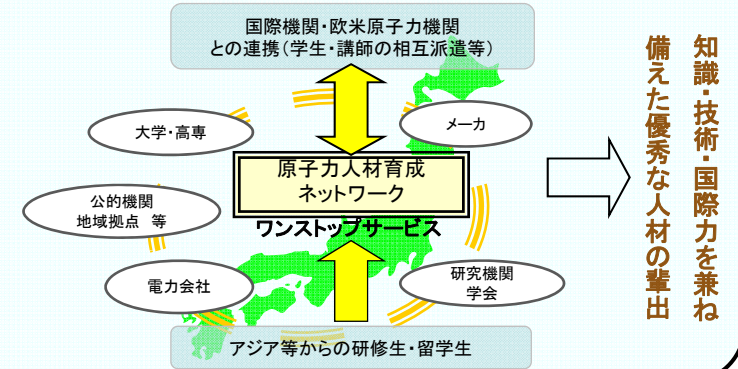 国際機関・欧米原子力機関
との連携（学生・講師の相互派遣等）
大学・高専
メーカ
原子力人材育成
ネットワーク
ワンストップサービス
公的機関
地域拠点 等
電力会社
研究機関
学会
アジア等からの研修生・留学生
知識・技術・国際力を兼ね
備えた優秀な人材の輩出